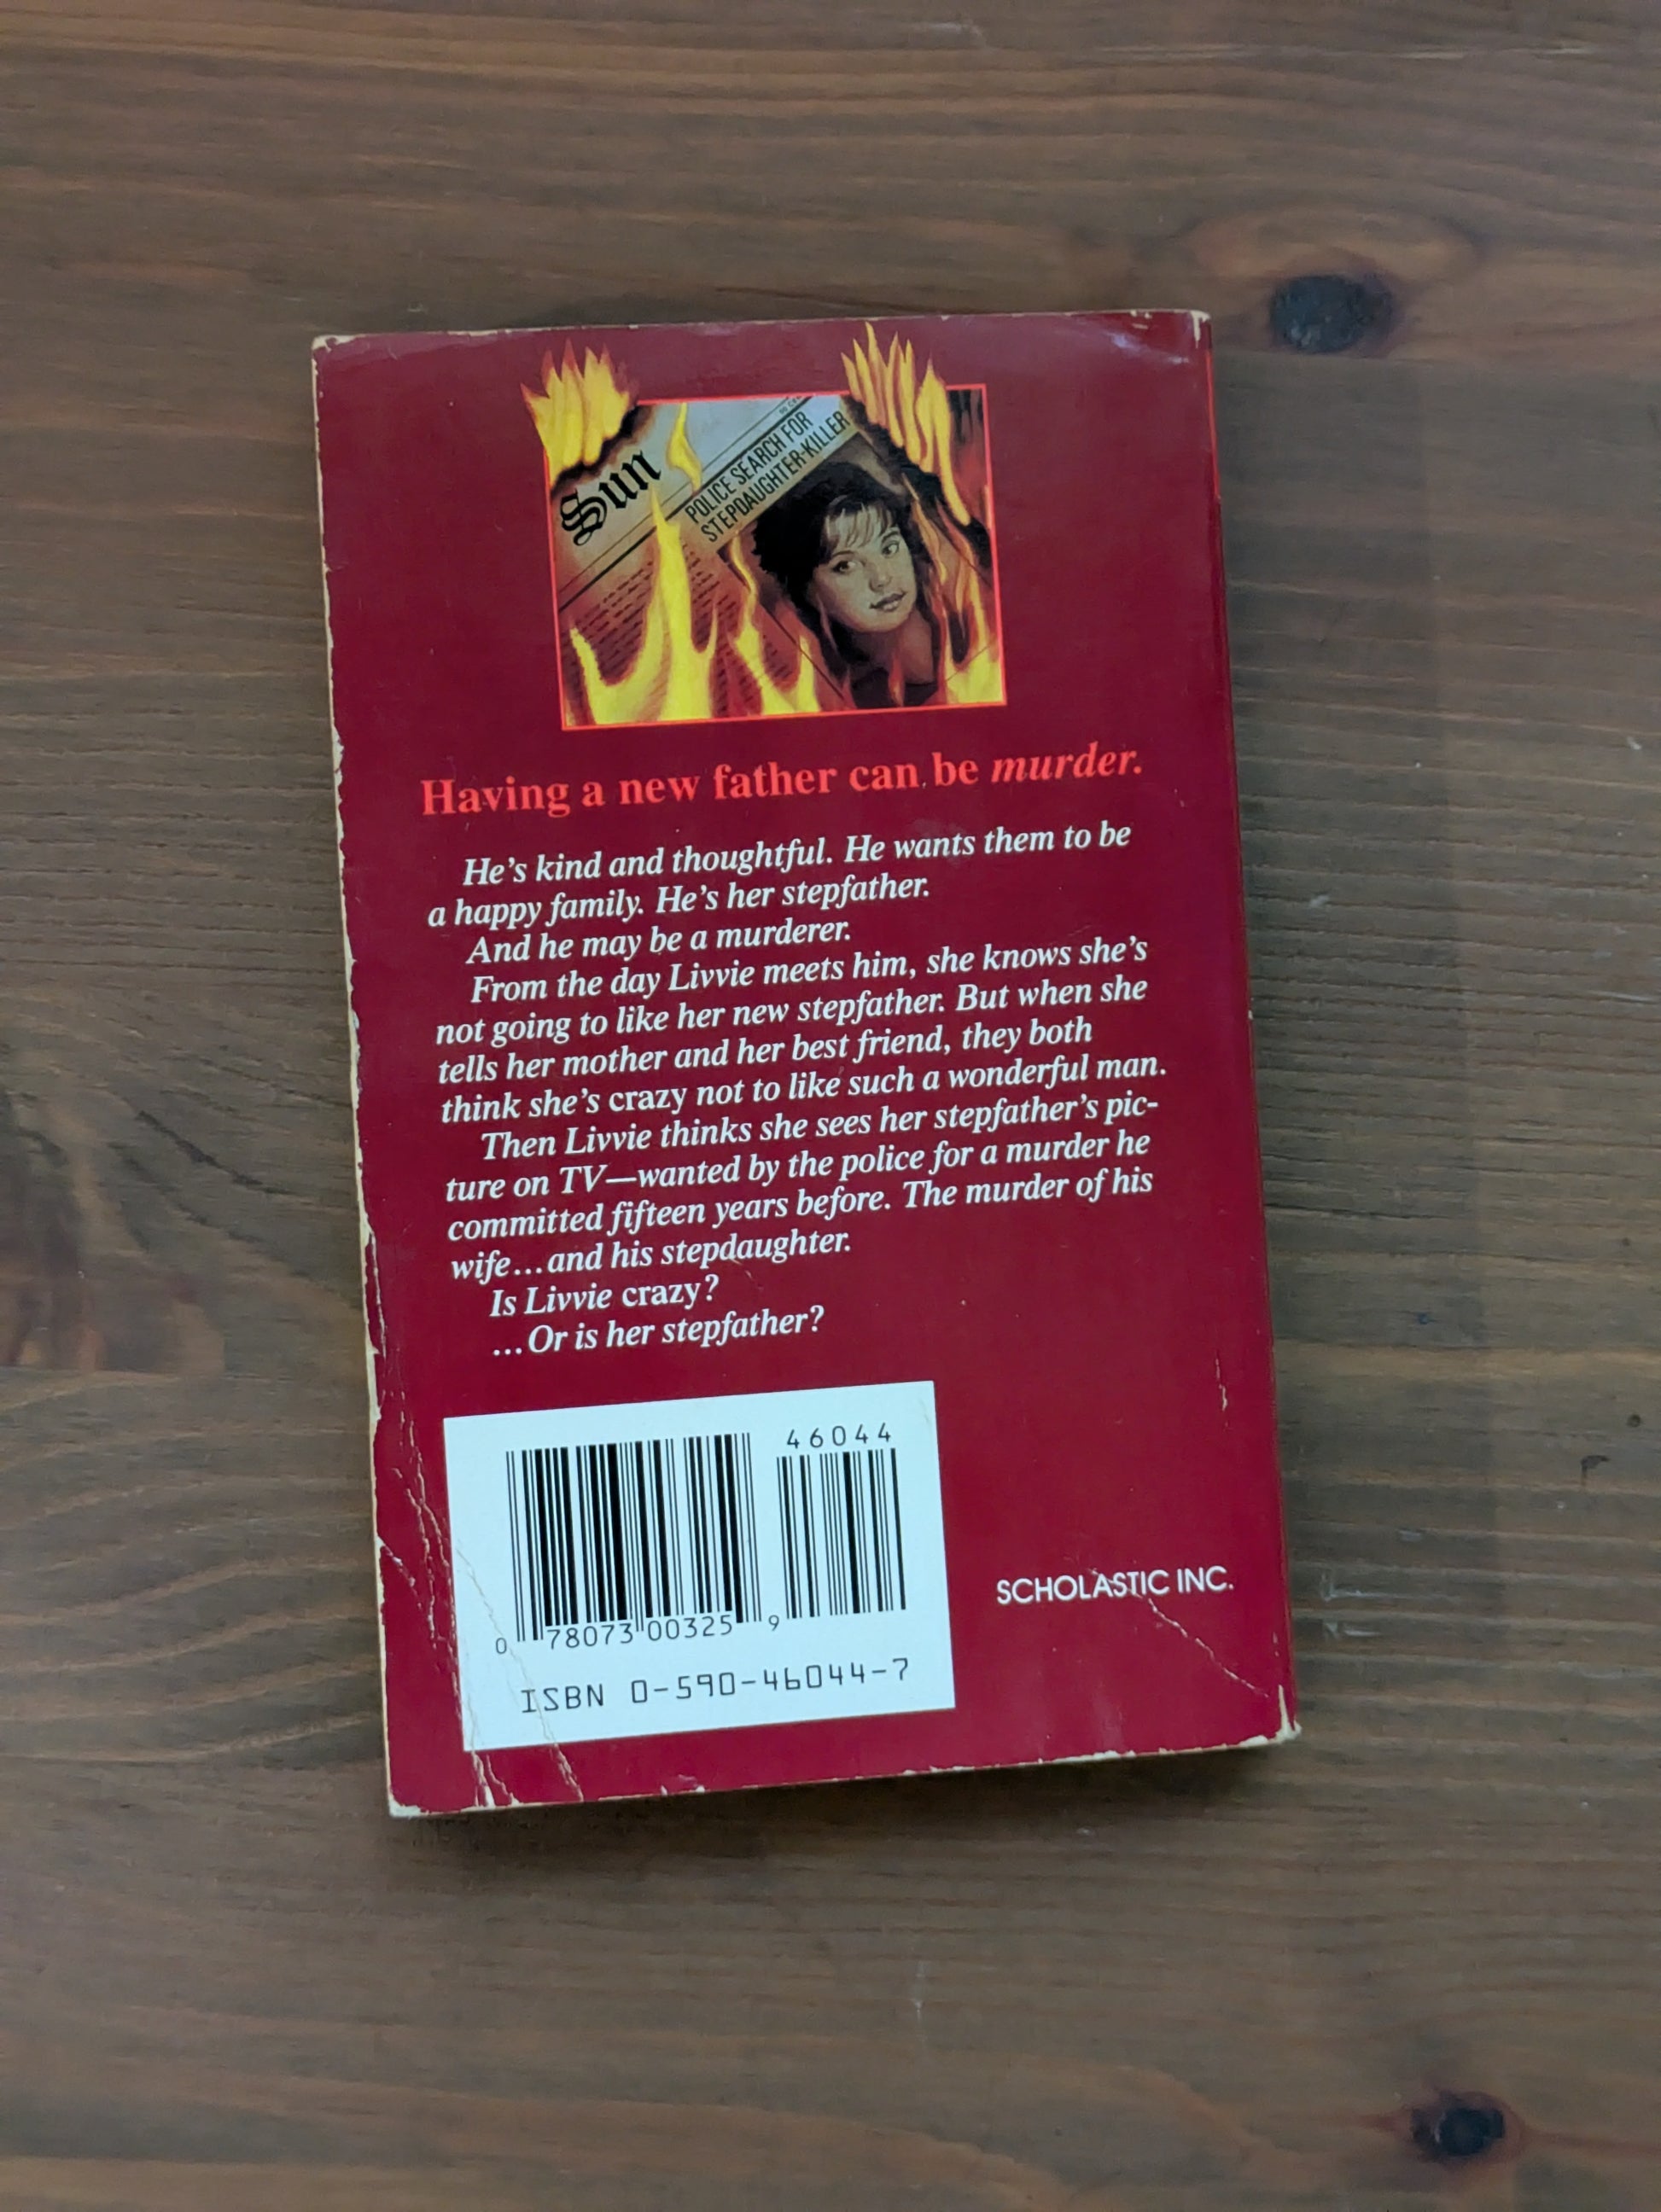 Sun
POLICE SEARCH FOR
STEPDAUGHTER-KILLER
Having a new father can be murder.
He's kind and thoughtful. He wants them to be
a happy family. He's her stepfather.
And he may be a murderer.
From the day Livvie meets him, she knows she's
not going to like her new stepfather. But when she
tells her mother and her best friend, they both
think she's crazy not to like such a wonderful man.
Then Livvie thinks she sees her stepfather's pic-
ture on TV—wanted by the police for a murder he
committed fifteen years before. The murder of his
wife...and his stepdaughter.
Is Livvie crazy?
...Or is her stepfather?
46044
0 78073 00325 9
ISBN 0-590-46044-7
SCHOLASTIC INC.